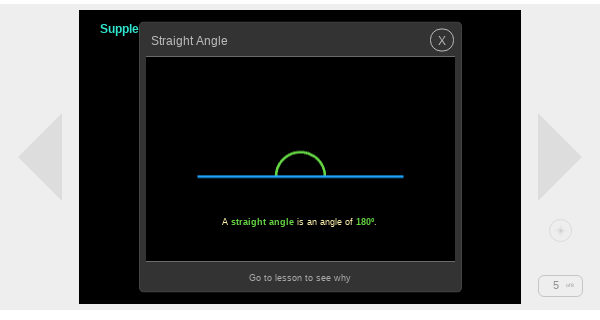 Supple
Straight Angle
X
A straight angle is an angle of 180º.
Go to lesson to see why
5